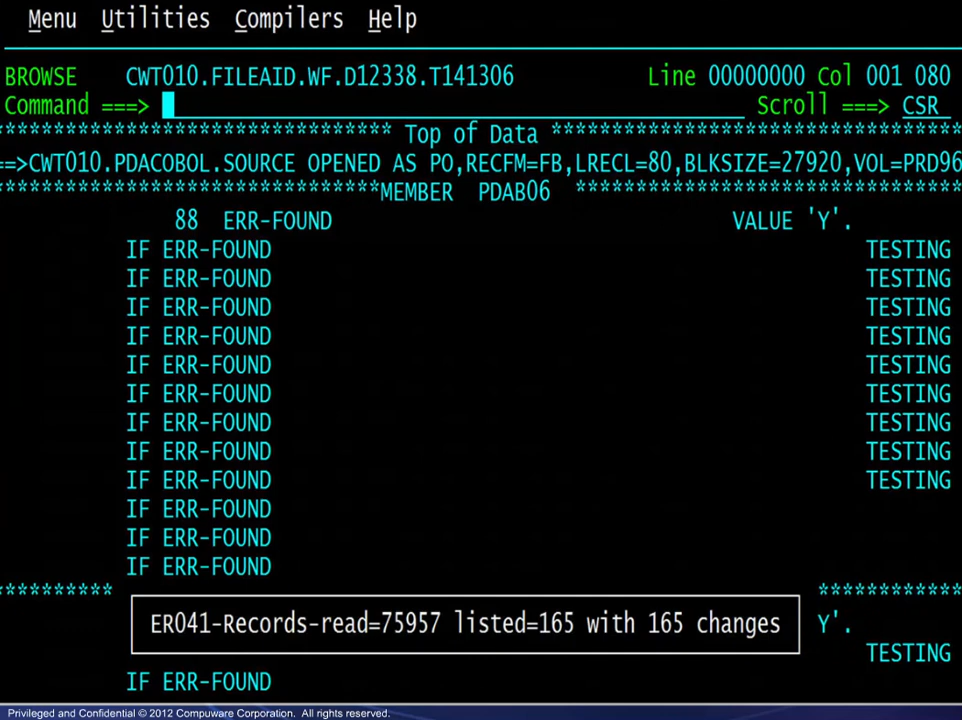 Menu Utilities Compilers Help
BROWSE CWT010.FILEAID.WF.D12338.T141306 Line 00000000 Col 001 080
Command ===> Scroll ===> CSR
******************************** Top of Data **********************************
=>CWT010.PDACOBOL.SOURCE OPENED AS PO,RECFM=FB,LRECL=80,BLKSIZE=27920,VOL=PRD96
*******************************MEMBER PDAB06 ********************************
88 ERR-FOUND VALUE 'Y'.
IF ERR-FOUND TESTING
IF ERR-FOUND TESTING
IF ERR-FOUND TESTING
IF ERR-FOUND TESTING
IF ERR-FOUND TESTING
IF ERR-FOUND TESTING
IF ERR-FOUND TESTING
IF ERR-FOUND TESTING
IF ERR-FOUND TESTING
IF ERR-FOUND
IF ERR-FOUND
IF ERR-FOUND
********** ************
ER041-Records-read=75957 listed=165 with 165 changes Y'.
TESTING
IF ERR-FOUND
Privileged and Confidential © 2012 Compuware Corporation. All rights reserved.